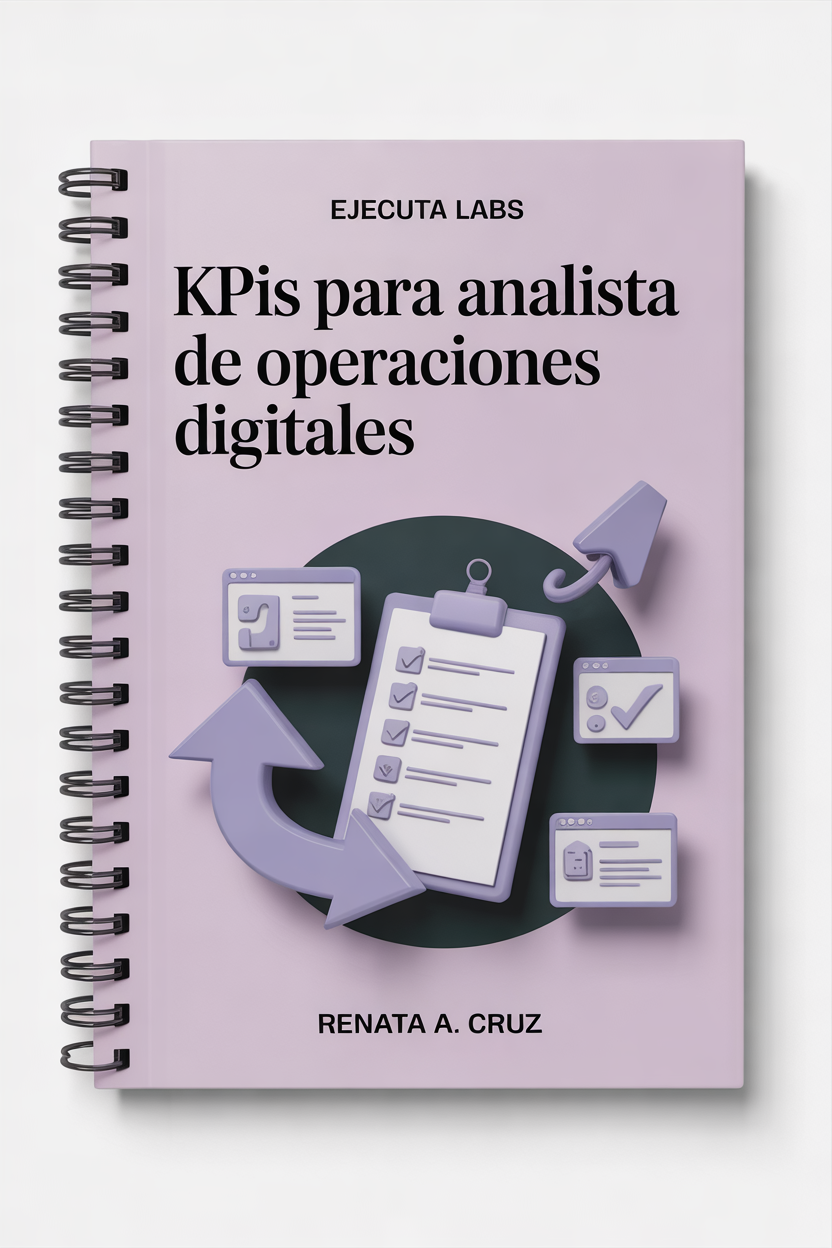 EJECUTA LABS
KPis para analista
de operaciones
digitales
RENATA A. CRUZ